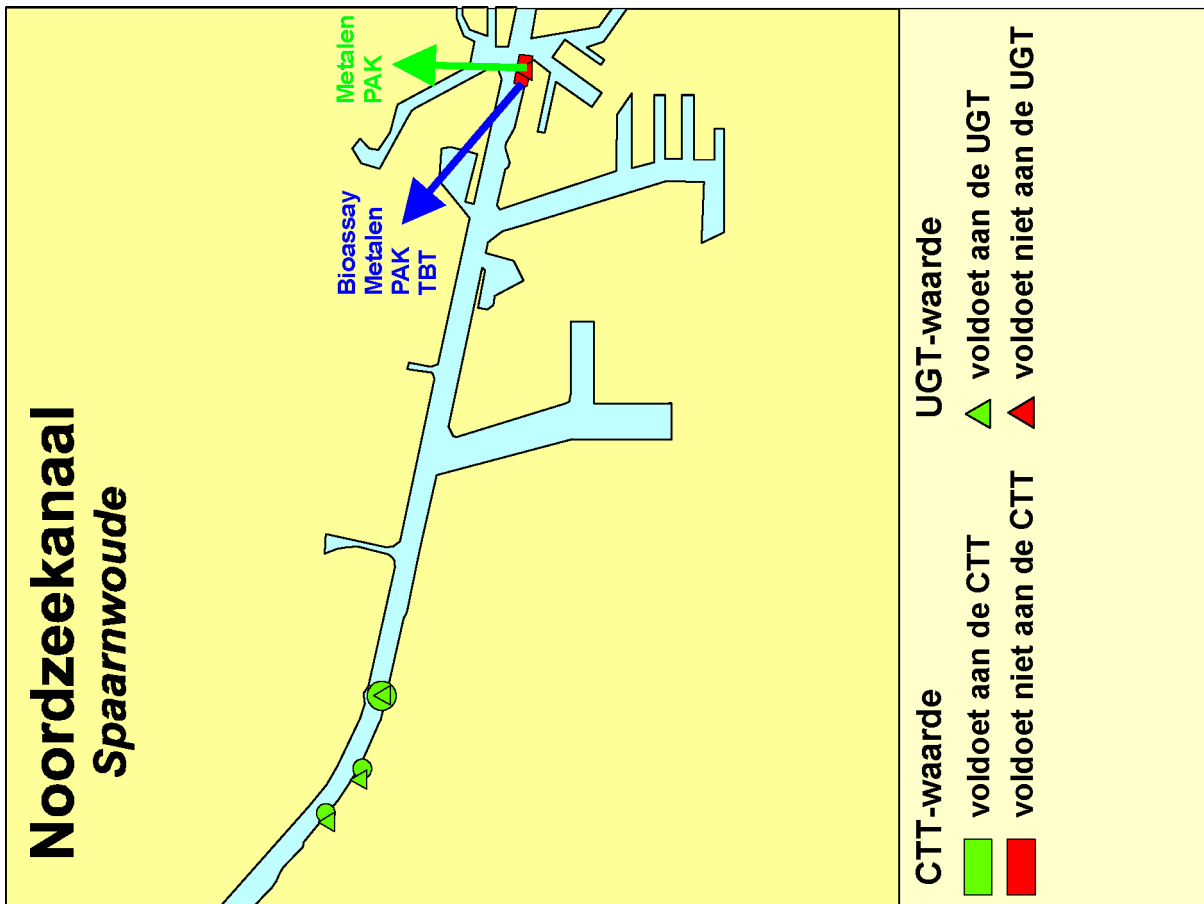 Noordzeekanaal
Spaarnwoude
Metalen
PAK
Bioassay
Metalen
PAK
TBT
CTT-waarde
voldoet aan de CTT
voldoet niet aan de CTT
UGT-waarde
voldoet aan de UGT
voldoet niet aan de UGT